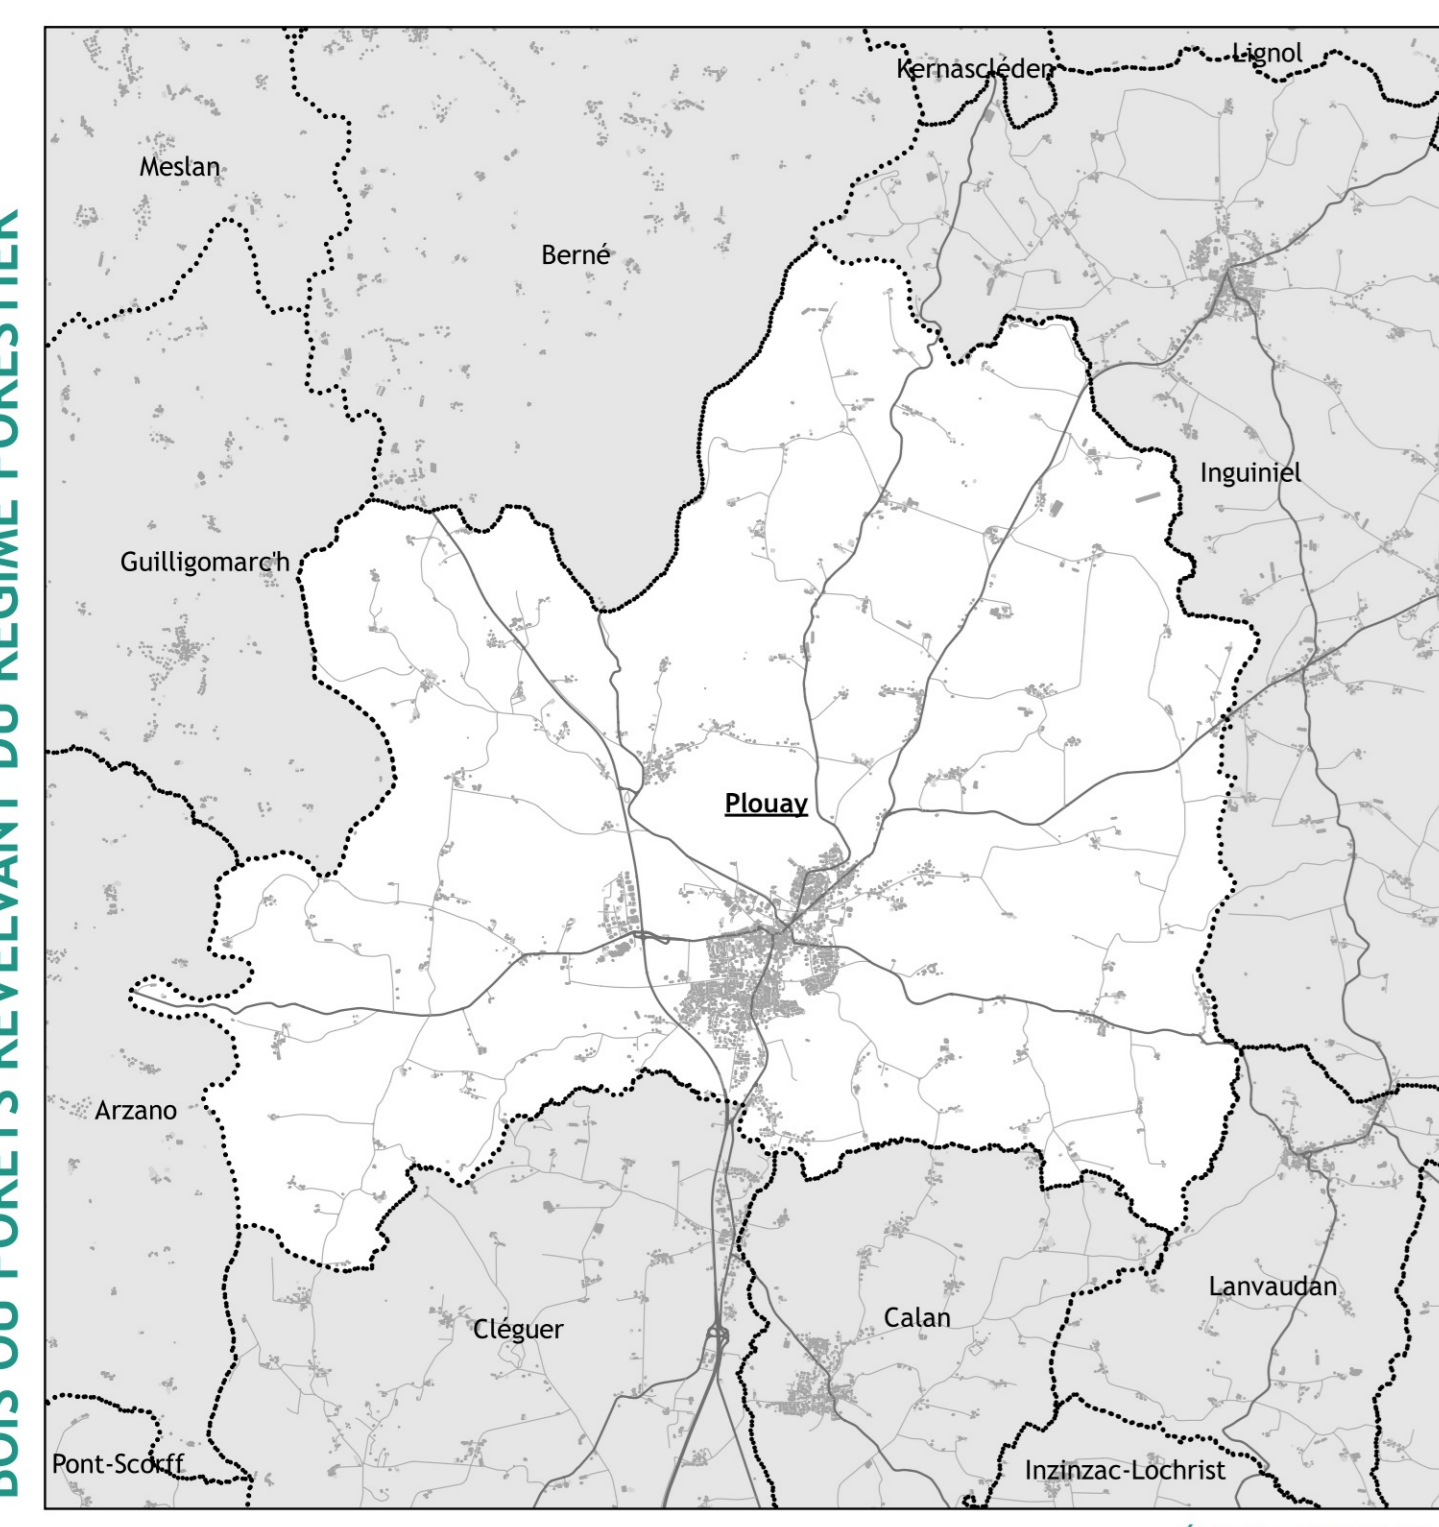 BOIS OU FORÊTS RELEVANT DU RÉGIME FORESTIER
Kernascléden
Lignol
Meslan
Berné
Inguiniel
Guilligomarc'h
Plouay
Arzano
Lanvaudan
Calan
Cléguer
Pont-Scorff
Inzinzac-Lochrist